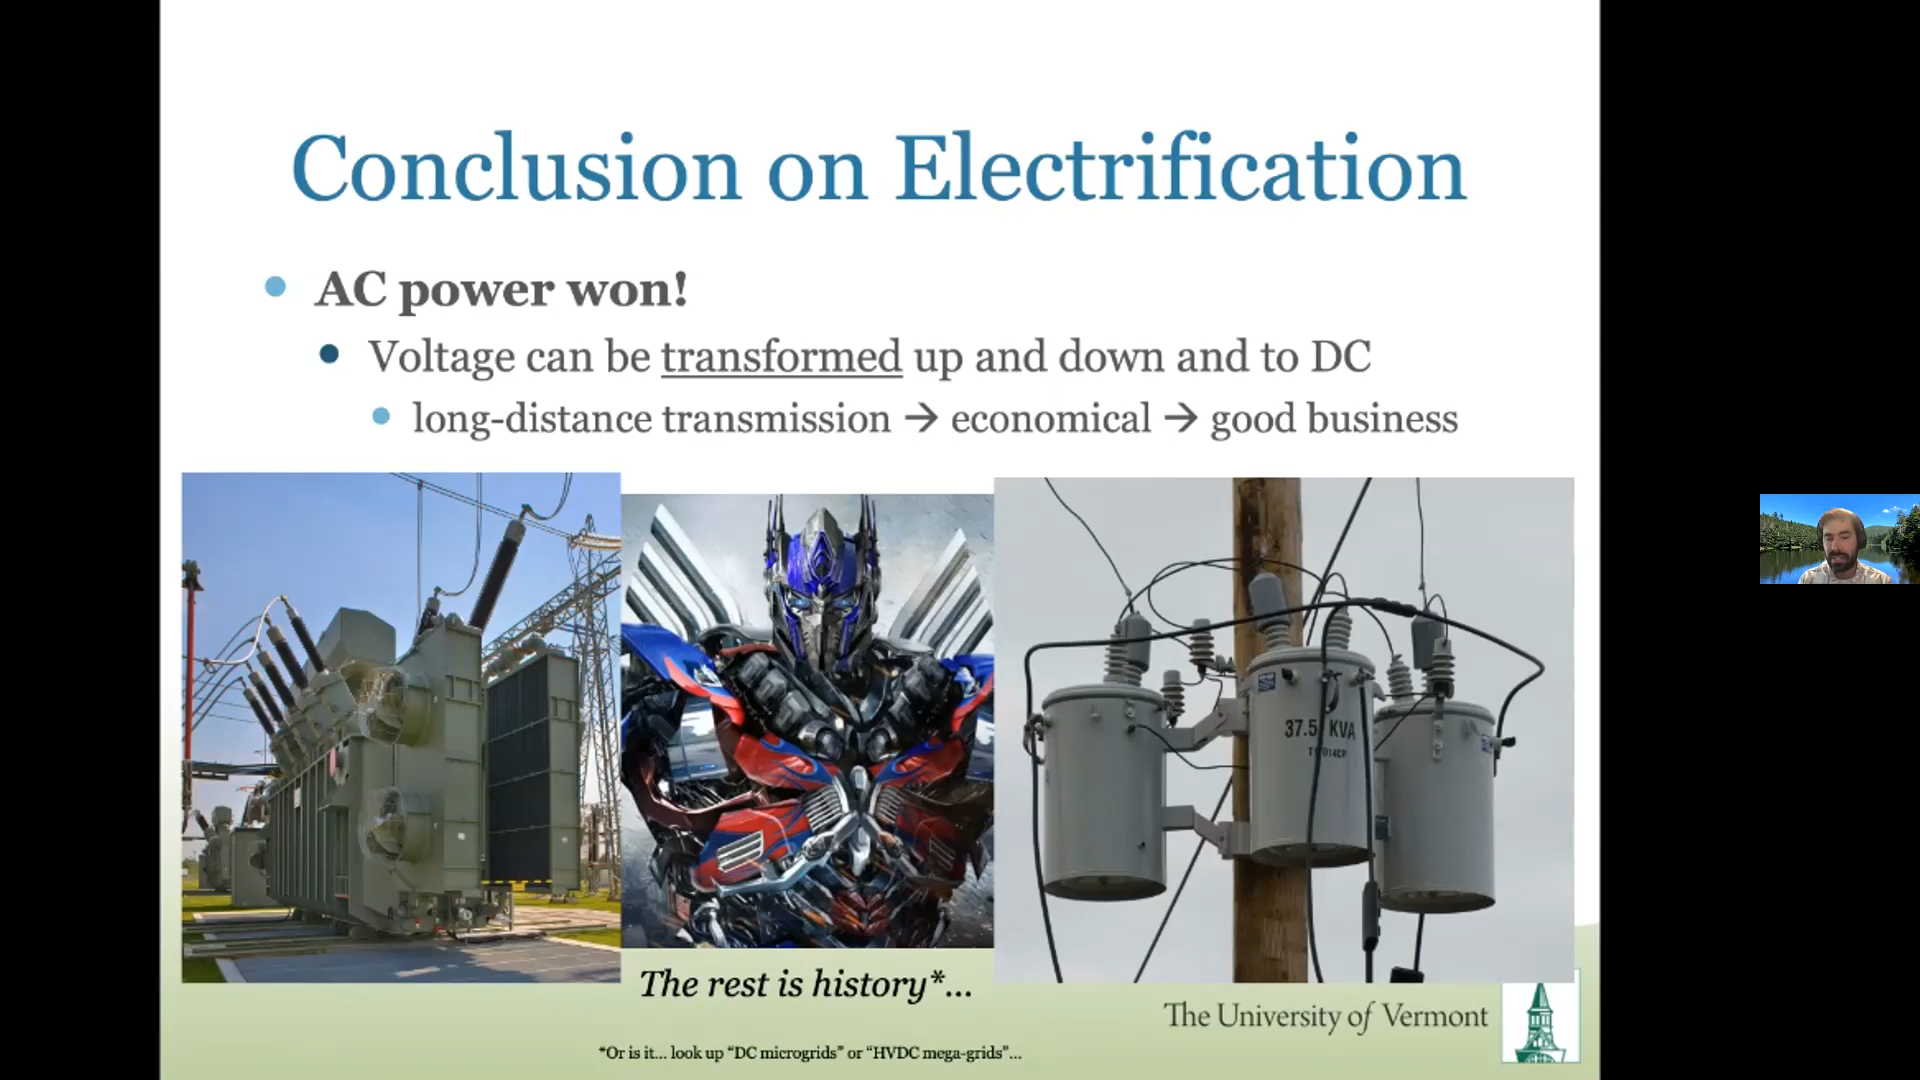 Conclusion on Electrification
AC power won!
Voltage can be transformed up and down and to DC
long-distance transmission → economical → good business
37.5 KVA
The rest is history*...
The University of Vermont
*Or is it... look up “DC microgrids” or “HVDC mega-grids”...